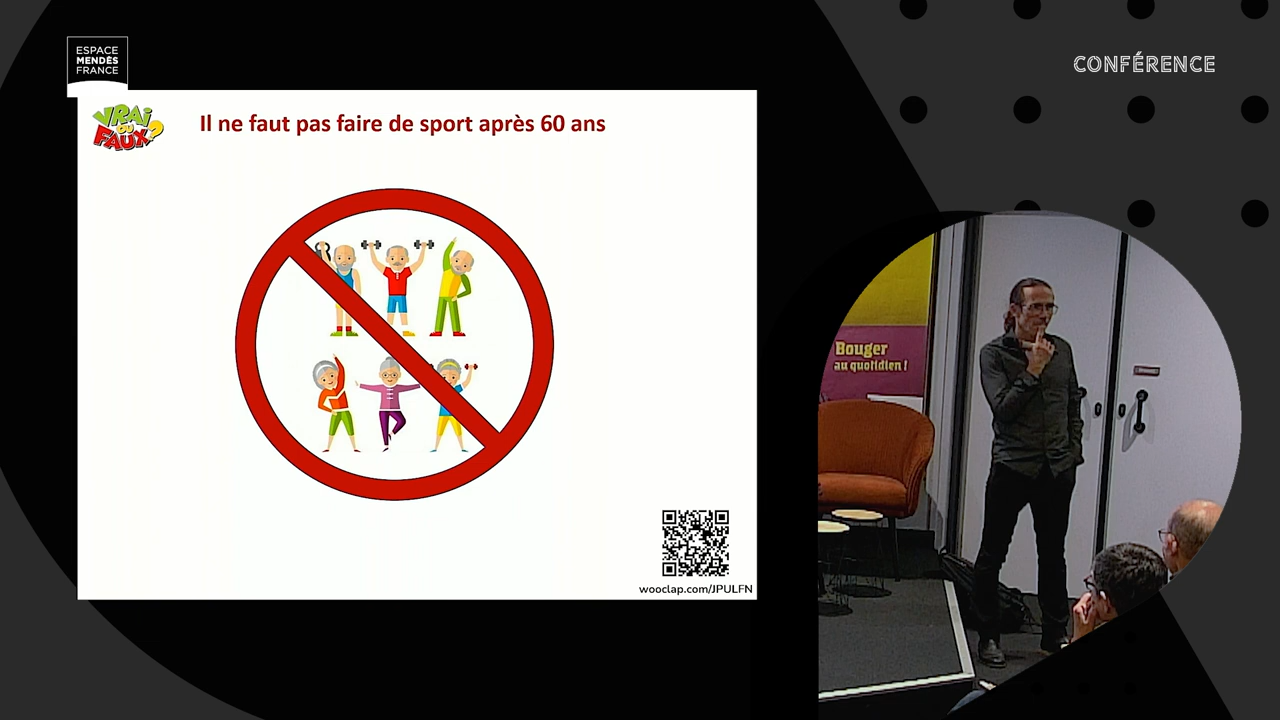 ESPACE
MENDÈS
FRANCE
CONFÉRENCE
VRAI
OU
FAUX?
Il ne faut pas faire de sport après 60 ans
Bouger
au quotidien !
wooclap.com/JPULFN